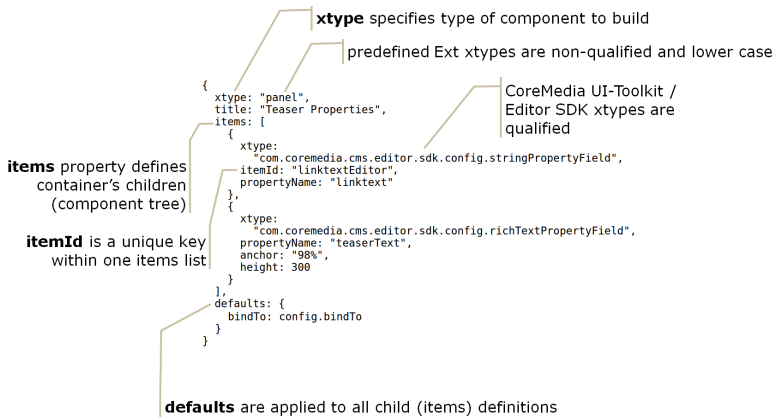 xtype specifies type of component to build
predefined Ext xtypes are non-qualified and lower case
CoreMedia UI-Toolkit /
Editor SDK xtypes are
qualified
{
  xtype: "panel",
  title: "Teaser Properties",
  items: [
    {
      xtype:
        "com.coremedia.cms.editor.sdk.config.stringPropertyField",
      itemId: "linktextEditor",
      propertyName: "linktext"
    },
    {
      xtype:
        "com.coremedia.cms.editor.sdk.config.richTextPropertyField",
      propertyName: "teaserText",
      anchor: "98%",
      height: 300
    }
  ],
  defaults: {
    bindTo: config.bindTo
  }
}
items property defines
container’s children
(component tree)
itemId is a unique key
within one items list
defaults are applied to all child (items) definitions